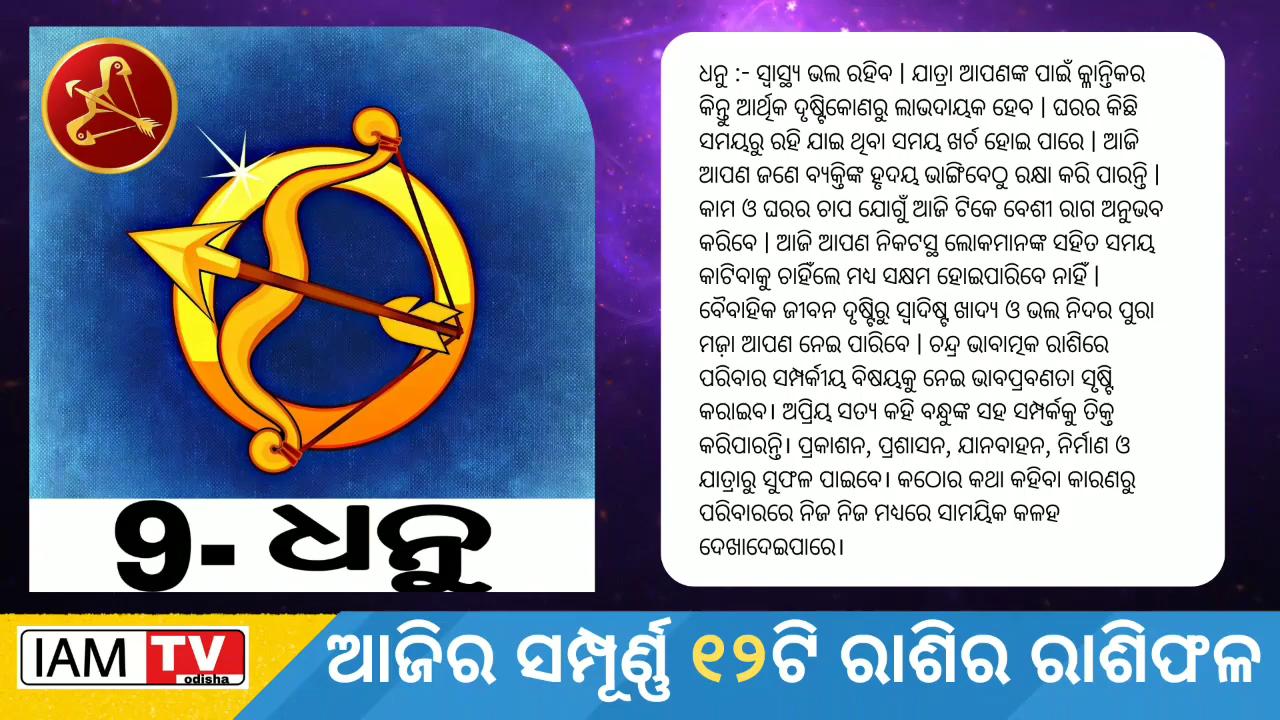 ଧନୁ :- ସ୍ୱାସ୍ଥ୍ୟ ଭଲ ରହିବ | ଯାତ୍ରା ଆପଣଙ୍କ ପାଇଁ କ୍ଳାନ୍ତିକର
କିନ୍ତୁ ଆର୍ଥିକ ଦୃଷ୍ଟିକୋଣରୁ ଲାଭଦାୟକ ହେବ | ଘରର କିଛି
ସମୟରୁ ରହି ଯାଇ ଥିବା ସମୟ ଖର୍ଚ ହୋଇ ପାରେ | ଆଜି
ଆପଣ ଜଣେ ବ୍ୟକ୍ତିଙ୍କ ହୃଦୟ ଭାଙ୍ଗିବେଠୁ ରକ୍ଷା କରି ପାରନ୍ତି |
କାମ ଓ ଘରର ଚାପ ଯୋଗୁଁ ଆଜି ଟିକେ ବେଶୀ ରାଗ ଅନୁଭବ
କରିବେ | ଆଜି ଆପଣ ନିକଟସ୍ଥ ଲୋକମାନଙ୍କ ସହିତ ସମୟ
କାଟିବାକୁ ଚାହିଁଲେ ମଧ୍ୟ ସକ୍ଷମ ହୋଇପାରିବେ ନାହିଁ |
ବୈବାହିକ ଜୀବନ ଦୃଷ୍ଟିରୁ ସ୍ୱାଦିଷ୍ଟ ଖାଦ୍ୟ ଓ ଭଲ ନିଦର ପୁରା
ମଜ଼ା ଆପଣ ନେଇ ପାରିବେ | ଚନ୍ଦ୍ର ଭାବାତ୍ମକ ରାଶିରେ
ପରିବାର ସମ୍ପର୍କୀୟ ବିଷୟକୁ ନେଇ ଭାବପ୍ରବଣତା ସୃଷ୍ଟି
କରାଇବ। ଅପ୍ରିୟ ସତ୍ୟ କହି ବନ୍ଧୁଙ୍କ ସହ ସମ୍ପର୍କକୁ ତିକ୍ତ
କରିପାରନ୍ତି। ପ୍ରକାଶନ, ପ୍ରଶାସନ, ଯାନବାହନ, ନିର୍ମାଣ ଓ
ଯାତ୍ରାରୁ ସୁଫଳ ପାଇବେ। କଠୋର କଥା କହିବା କାରଣରୁ
ପରିବାରରେ ନିଜ ନିଜ ମଧ୍ୟରେ ସାମୟିକ କଳହ
ଦେଖାଦେଇପାରେ।
9- ଧନୁ
IAM TV
odisha
ଆଜିର ସମ୍ପୂର୍ଣ୍ଣ ୧୨ଟି ରାଶିର ରାଶିଫଳ